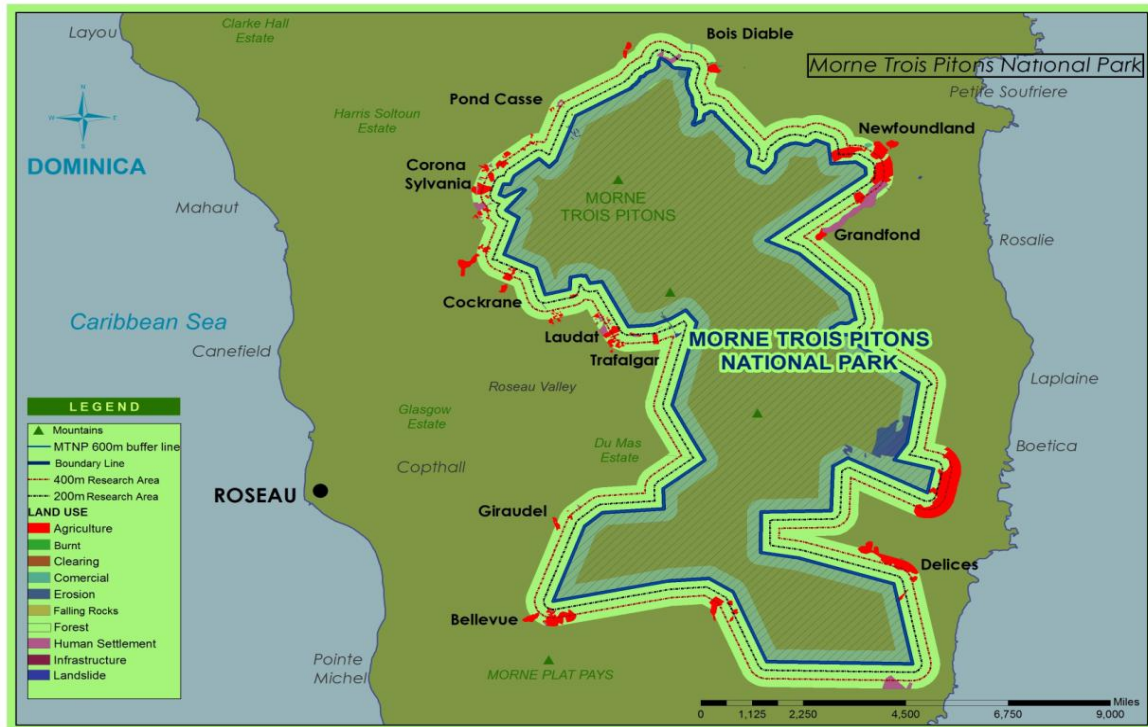 Layou
Clarke Hall
Estate
Bois Diable
Morne Trois Pitons National Park
Petite Soufriere
Pond Casse
Harris Soltoun
Estate
Newfoundland
DOMINICA
N
W
E
S
Corona
Sylvania
MORNE
TROIS PITONS
Mahaut
Grandfond
Rosalie
Cockrane
Caribbean Sea
Canefield
Laudat
Trafalgar
MORNE TROIS PITONS
NATIONAL PARK
Roseau Valley
Laplaine
Glasgow
Estate
Du Mas
Estate
Boetica
Copthall
ROSEAU
Giraudel
Delices
Bellevue
Pointe
Michel
MORNE PLAT PAYS
LEGEND
Mountains
MTNP 600m buffer line
Boundary Line
400m Research Area
200m Research Area
LAND USE
Agriculture
Burnt
Clearing
Comercial
Erosion
Falling Rocks
Forest
Human Settlement
Infrastructure
Landslide
Miles
0 1,125 2,250 4,500 6,750 9,000